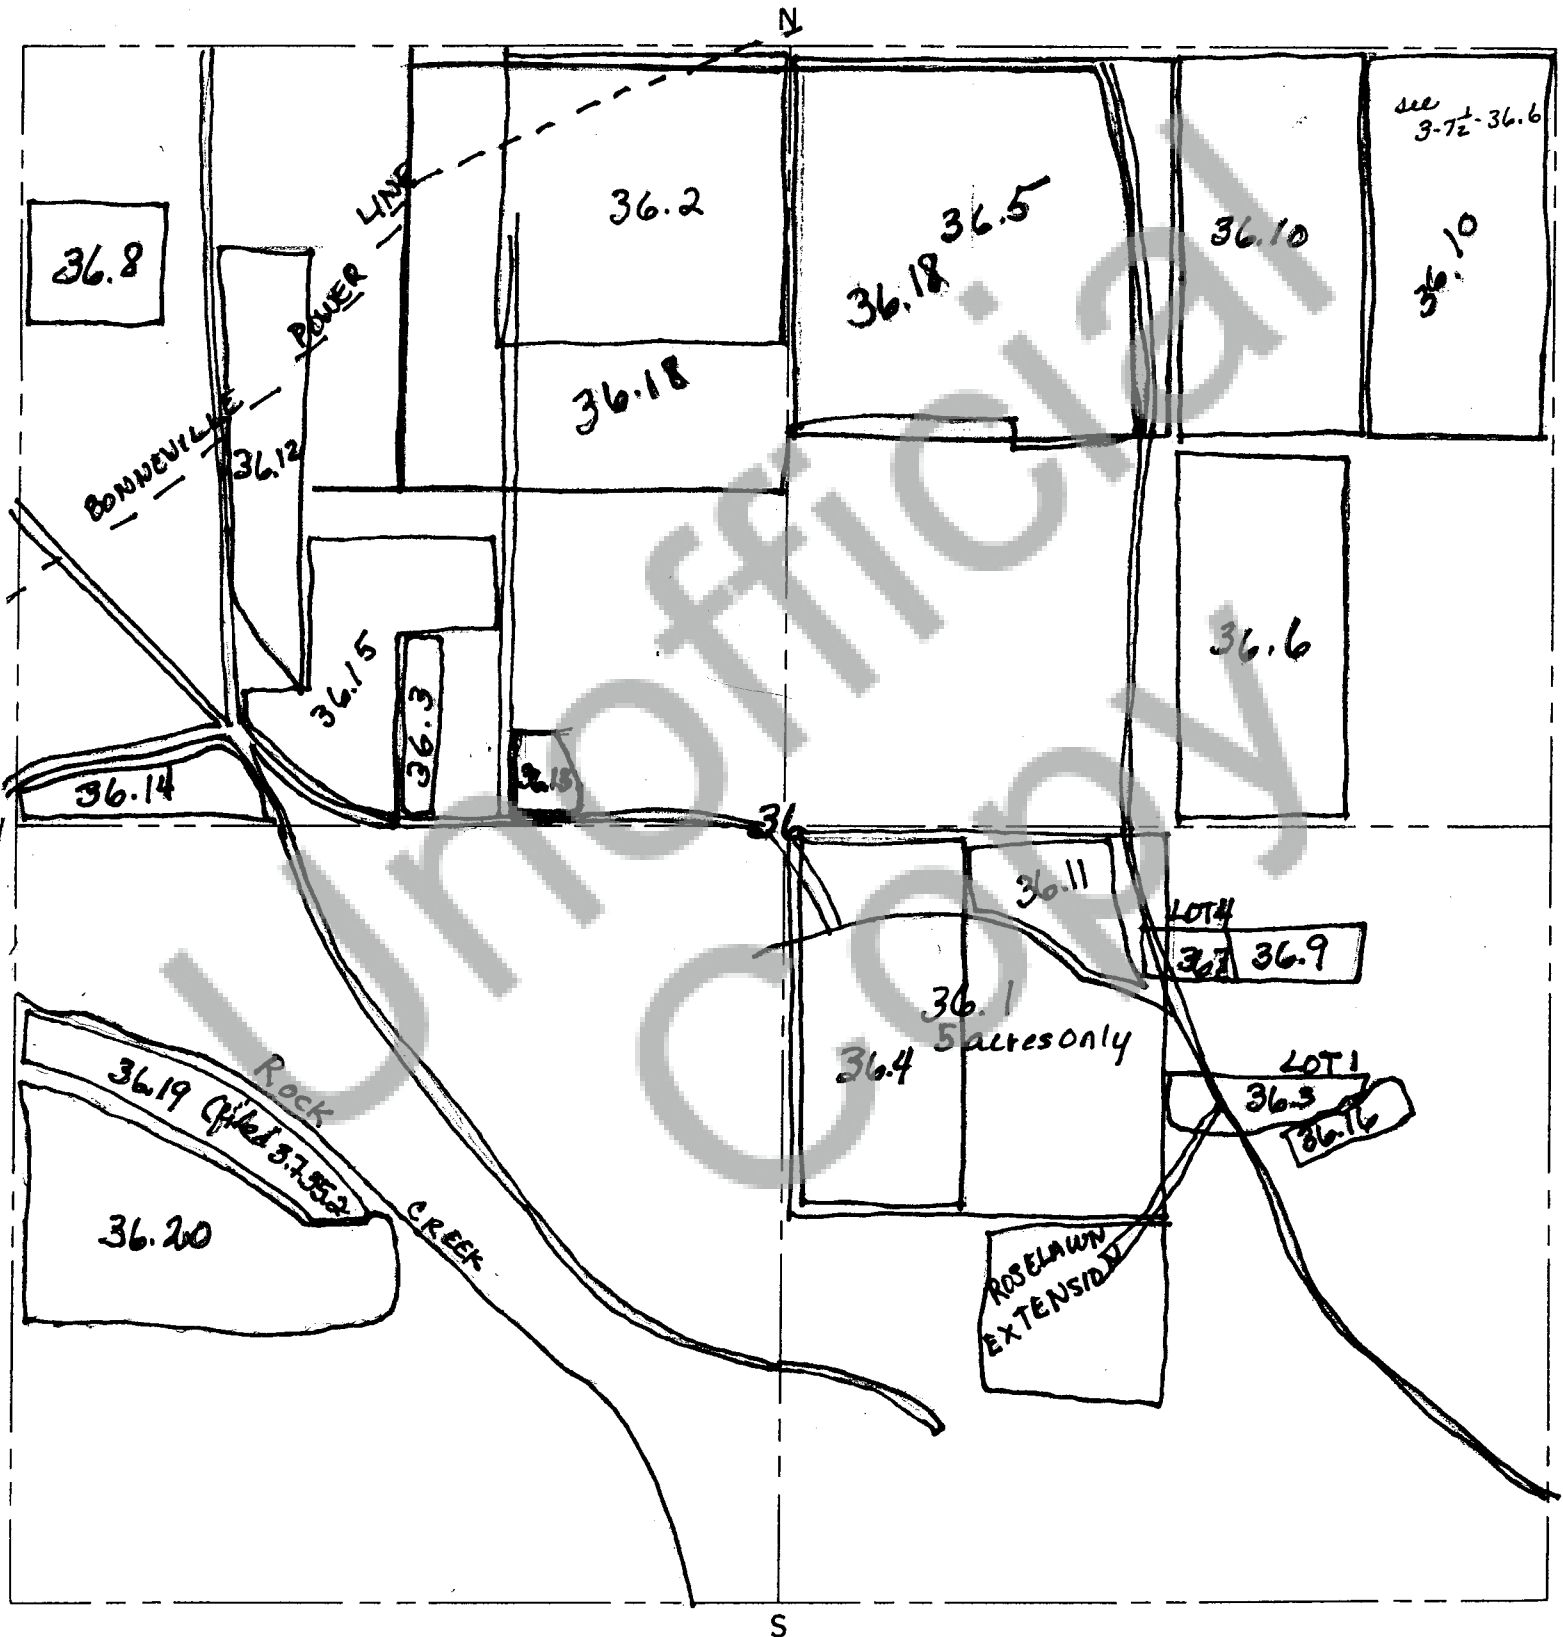 N
see
3-7½-36.6
36.8
36.2
36.5
36.18
36.10
36.10
LINE
POWER
BONNEVILLE
36.18
36.12
36.15
36.3
36.6
36.14
36
36.11
LOT 4
36.9
36.1
5 acres only
36.4
LOT 1
36.3
36.16
36.19
Rock
CREEK
36.20
ROSELAWN
EXTENSION
S
Unofficial
Copy